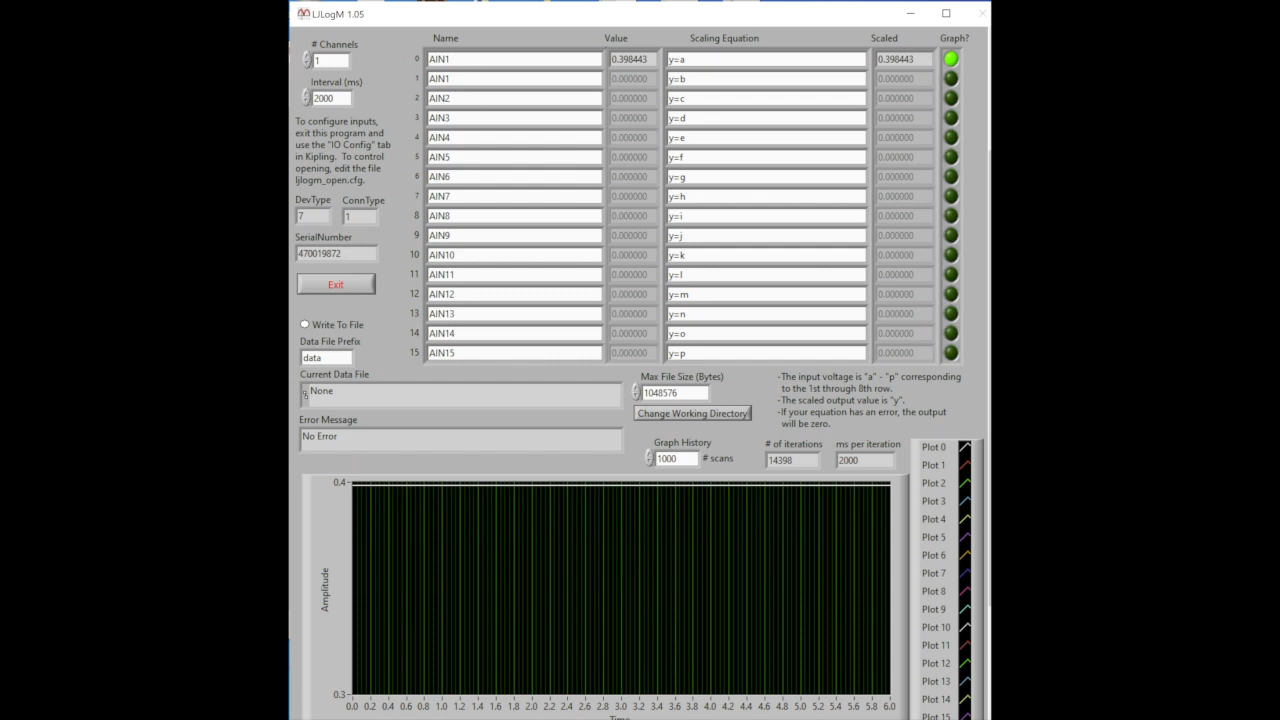 LJLogM 1.05
Name Value Scaling Equation Scaled Graph?
# Channels
1
Interval (ms)
2000
To configure inputs,
exit this program and
use the "IO Config" tab
in Kipling. To control
opening, edit the file
ljlogm_open.cfg.
DevType ConnType
7 1
SerialNumber
470019872
Exit
Write To File
Data File Prefix
data
0 AIN1 0.398443 y=a 0.398443
1 AIN1 0.000000 y=b 0.000000
2 AIN2 0.000000 y=c 0.000000
3 AIN3 0.000000 y=d 0.000000
4 AIN4 0.000000 y=e 0.000000
5 AIN5 0.000000 y=f 0.000000
6 AIN6 0.000000 y=g 0.000000
7 AIN7 0.000000 y=h 0.000000
8 AIN8 0.000000 y=i 0.000000
9 AIN9 0.000000 y=j 0.000000
10 AIN10 0.000000 y=k 0.000000
11 AIN11 0.000000 y=l 0.000000
12 AIN12 0.000000 y=m 0.000000
13 AIN13 0.000000 y=n 0.000000
14 AIN14 0.000000 y=o 0.000000
15 AIN15 0.000000 y=p 0.000000
Current Data File
None
Error Message
No Error
Max File Size (Bytes)
1048576
Change Working Directory
-The input voltage is "a" - "p" corresponding
to the 1st through 8th row.
-The scaled output value is "y".
-If your equation has an error, the output
will be zero.
Graph History
1000 # scans
# of iterations
14398
ms per iteration
2000
Plot 0
Plot 1
Plot 2
Plot 3
Plot 4
Plot 5
Plot 6
Plot 7
Plot 8
Plot 9
Plot 10
Plot 11
Plot 12
Plot 13
Plot 14
Plot 15
0.4
Amplitude
0.3
0.0 0.2 0.4 0.6 0.8 1.0 1.2 1.4 1.6 1.8 2.0 2.2 2.4 2.6 2.8 3.0 3.2 3.4 3.6 3.8 4.0 4.2 4.4 4.6 4.8 5.0 5.2 5.4 5.6 5.8 6.0
Time